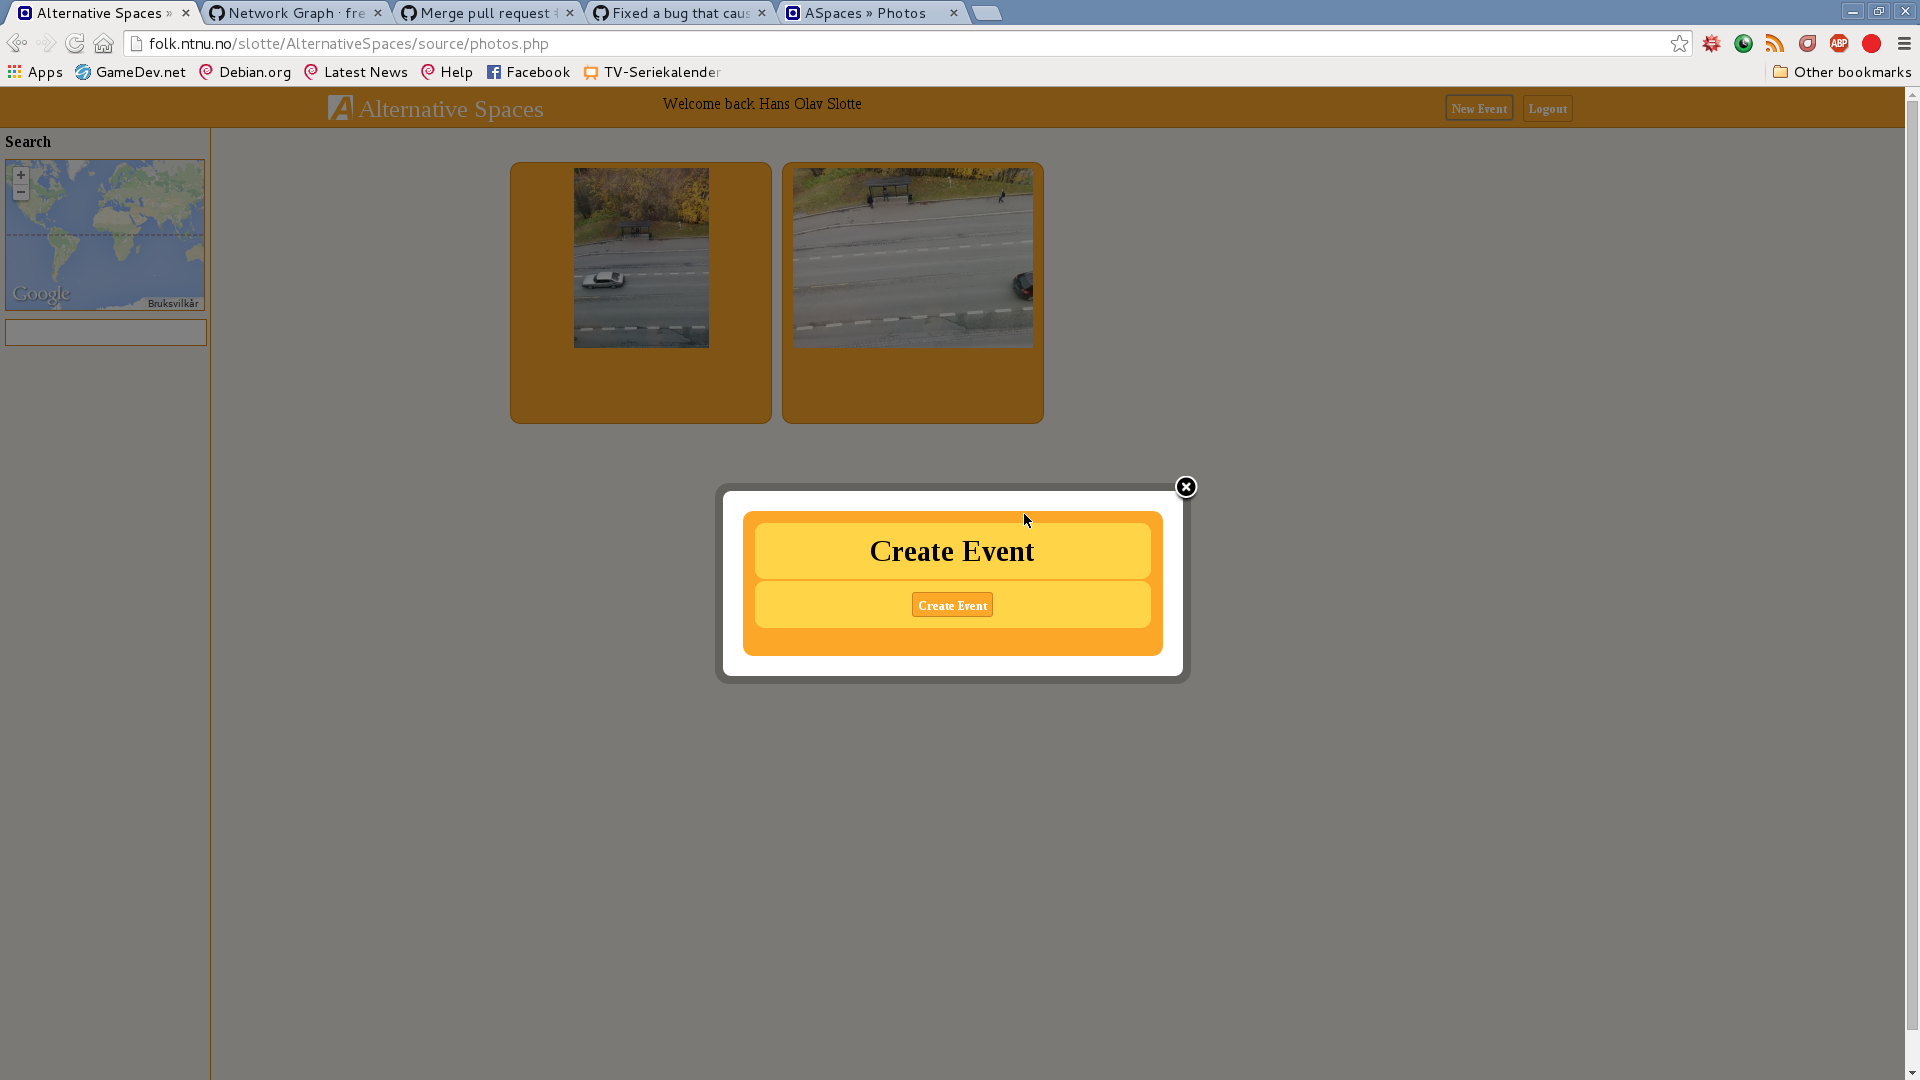 Alternative Spaces »
Network Graph · fre
Merge pull request
Fixed a bug that caus
ASpaces » Photos
folk.ntnu.no/slotte/AlternativeSpaces/source/photos.php
ABP
Apps
GameDev.net
Debian.org
Latest News
Help
Facebook
TV-Seriekalender
Other bookmarks
Alternative Spaces
Welcome back Hans Olav Slotte
New Event
Logout
Search
+
−
Google
Bruksvilkår
Create Event
Create Event